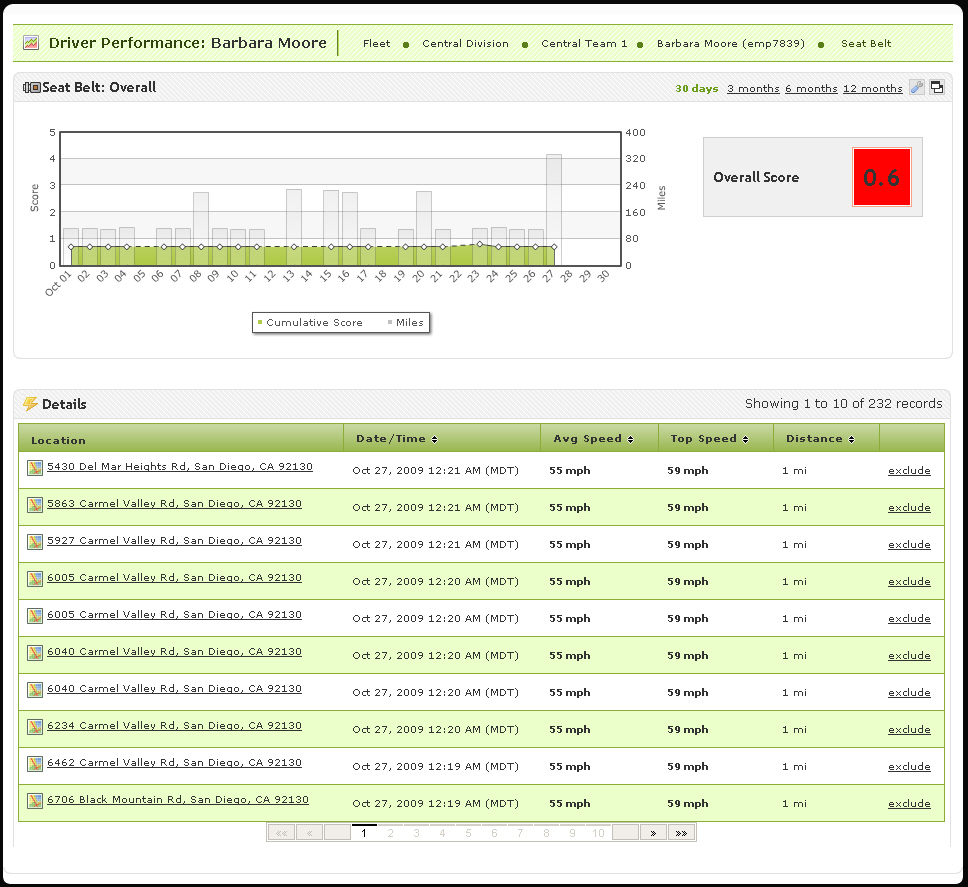 Driver Performance: Barbara Moore Fleet Central Division Central Team 1 Barbara Moore (emp7839) Seat Belt
Seat Belt: Overall 30 days 3 months 6 months 12 months
5 400
4 320
3 240
2 160
1 80
0 0
Score
Miles
Oct 01 02 03 04 05 06 07 08 09 10 11 12 13 14 15 16 17 18 19 20 21 22 23 24 25 26 27 28 29 30
Cumulative Score Miles
Overall Score 0.6
Details Showing 1 to 10 of 232 records
Location Date/Time Avg Speed Top Speed Distance
5430 Del Mar Heights Rd, San Diego, CA 92130 Oct 27, 2009 12:21 AM (MDT) 55 mph 59 mph 1 mi exclude
5863 Carmel Valley Rd, San Diego, CA 92130 Oct 27, 2009 12:21 AM (MDT) 55 mph 59 mph 1 mi exclude
5927 Carmel Valley Rd, San Diego, CA 92130 Oct 27, 2009 12:21 AM (MDT) 55 mph 59 mph 1 mi exclude
6005 Carmel Valley Rd, San Diego, CA 92130 Oct 27, 2009 12:20 AM (MDT) 55 mph 59 mph 1 mi exclude
6005 Carmel Valley Rd, San Diego, CA 92130 Oct 27, 2009 12:20 AM (MDT) 55 mph 59 mph 1 mi exclude
6040 Carmel Valley Rd, San Diego, CA 92130 Oct 27, 2009 12:20 AM (MDT) 55 mph 59 mph 1 mi exclude
6040 Carmel Valley Rd, San Diego, CA 92130 Oct 27, 2009 12:20 AM (MDT) 55 mph 59 mph 1 mi exclude
6234 Carmel Valley Rd, San Diego, CA 92130 Oct 27, 2009 12:20 AM (MDT) 55 mph 59 mph 1 mi exclude
6462 Carmel Valley Rd, San Diego, CA 92130 Oct 27, 2009 12:19 AM (MDT) 55 mph 59 mph 1 mi exclude
6706 Black Mountain Rd, San Diego, CA 92130 Oct 27, 2009 12:19 AM (MDT) 55 mph 59 mph 1 mi exclude
«« « 1 2 3 4 5 6 7 8 9 10 » »»